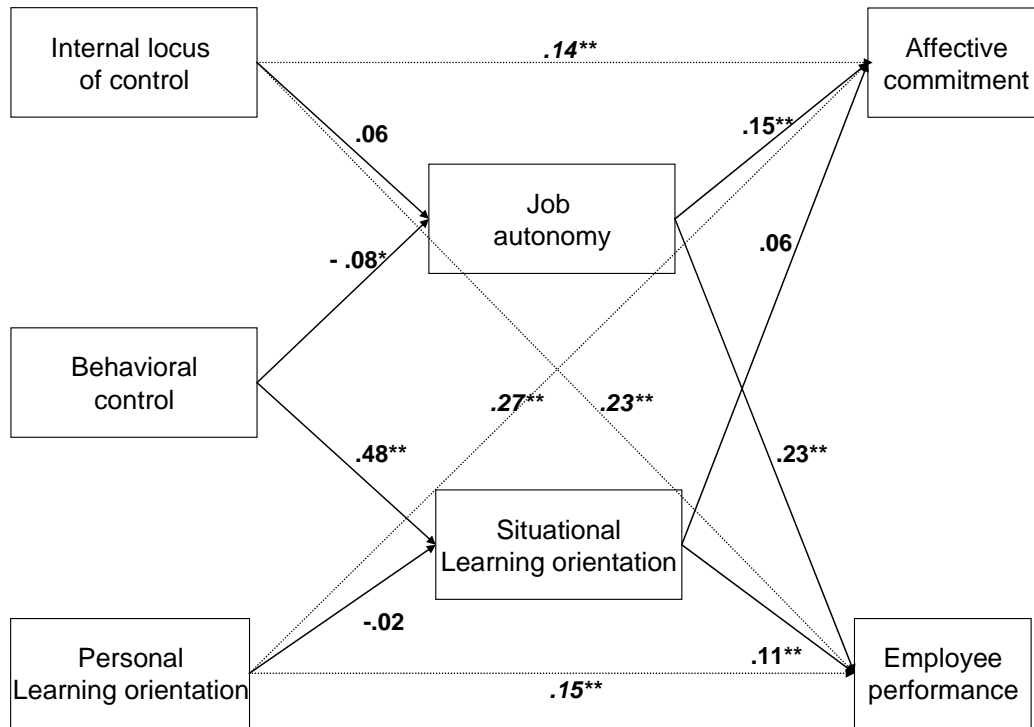 Internal locus
of control
.14**
Affective
commitment
.06
.15**
Job
autonomy
.06
- .08*
Behavioral
control
.27**
.23**
.48**
.23**
Situational
Learning orientation
-.02
Personal
Learning orientation
.11**
.15**
Employee
performance